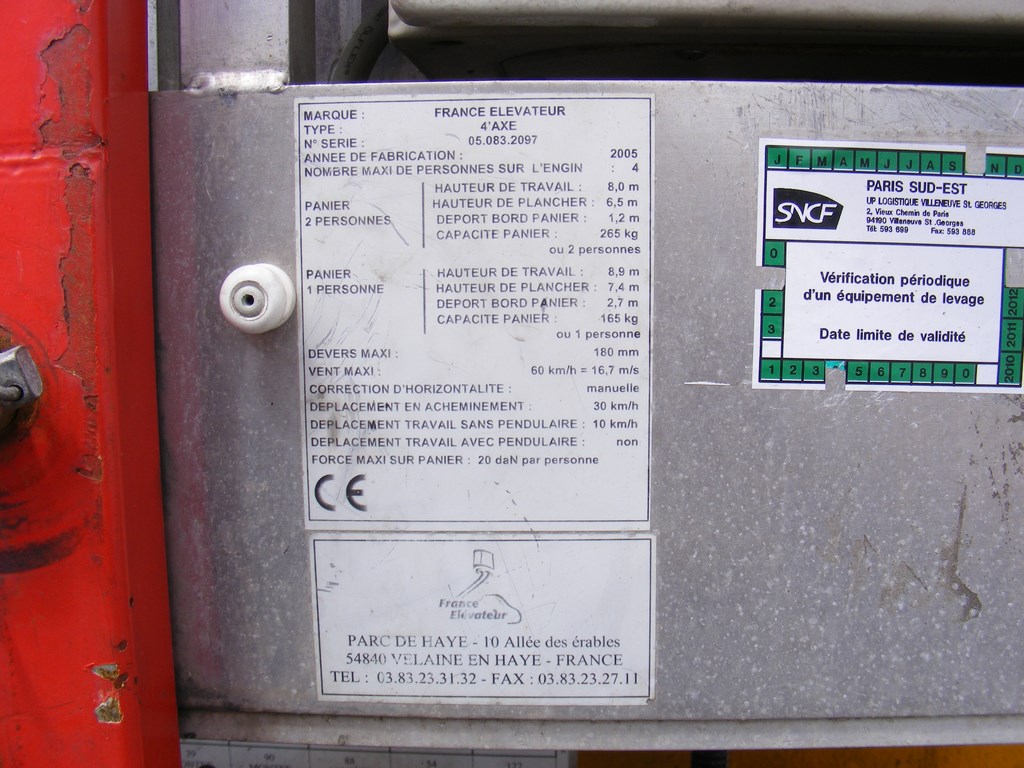 MARQUE : FRANCE ELEVATEUR
TYPE : 4'AXE
N° SERIE : 05.083.2097
ANNEE DE FABRICATION : 2005
NOMBRE MAXI DE PERSONNES SUR L'ENGIN : 4
PANIER
2 PERSONNES
HAUTEUR DE TRAVAIL : 8,0 m
HAUTEUR DE PLANCHER : 6,5 m
DEPORT BORD PANIER : 1,2 m
CAPACITE PANIER : 265 kg
ou 2 personnes
PANIER
1 PERSONNE
HAUTEUR DE TRAVAIL : 8,9 m
HAUTEUR DE PLANCHER : 7,4 m
DEPORT BORD PANIER : 2,7 m
CAPACITE PANIER : 165 kg
ou 1 personne
DEVERS MAXI : 180 mm
VENT MAXI : 60 km/h = 16,7 m/s
CORRECTION D'HORIZONTALITE : manuelle
DEPLACEMENT EN ACHEMINEMENT : 30 km/h
DEPLACEMENT TRAVAIL SANS PENDULAIRE : 10 km/h
DEPLACEMENT TRAVAIL AVEC PENDULAIRE : non
FORCE MAXI SUR PANIER : 20 daN par personne
CE
France
Elévateur
PARC DE HAYE - 10 Allée des érables
54840 VELAINE EN HAYE - FRANCE
TEL : 03.83.23.31.32 - FAX : 03.83.23.27.11
J F M A M J J A S N D
SNCF
PARIS SUD-EST
UP LOGISTIQUE VILLENEUVE St. GEORGES
2, Vieux Chemin de Paris
94190 Villeneuve St .Georges
Tél: 593 699 Fax: 593 888
0
2
3
Vérification périodique
d'un équipement de levage
Date limite de validité
1 2 3 5 6 7 8 9 0
2010 2011 2012